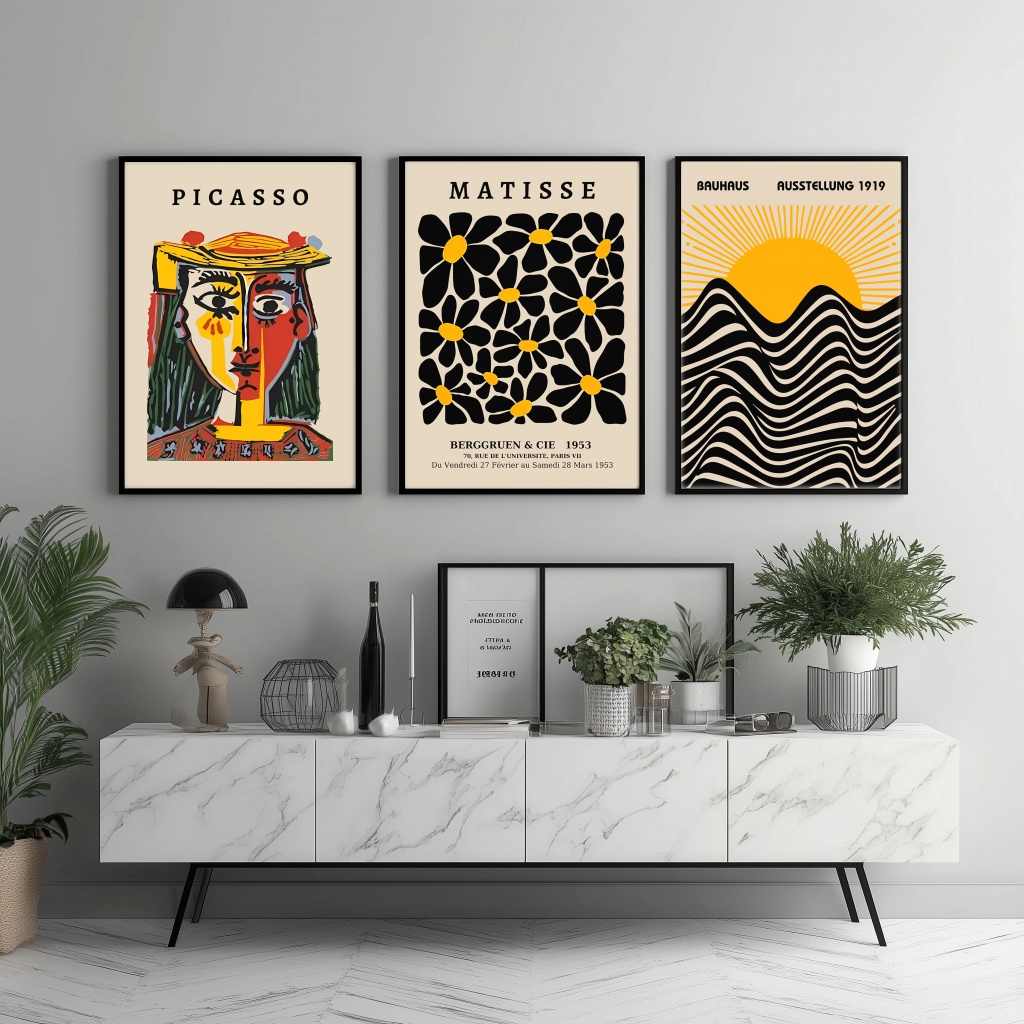 PICASSO
MATISSE
BERGGRUEN & CIE 1953
70, RUE DE L'UNIVERSITE, PARIS VII
Du Vendredi 27 Février au Samedi 28 Mars 1953
BAUHAUS AUSSTELLUNG 1919